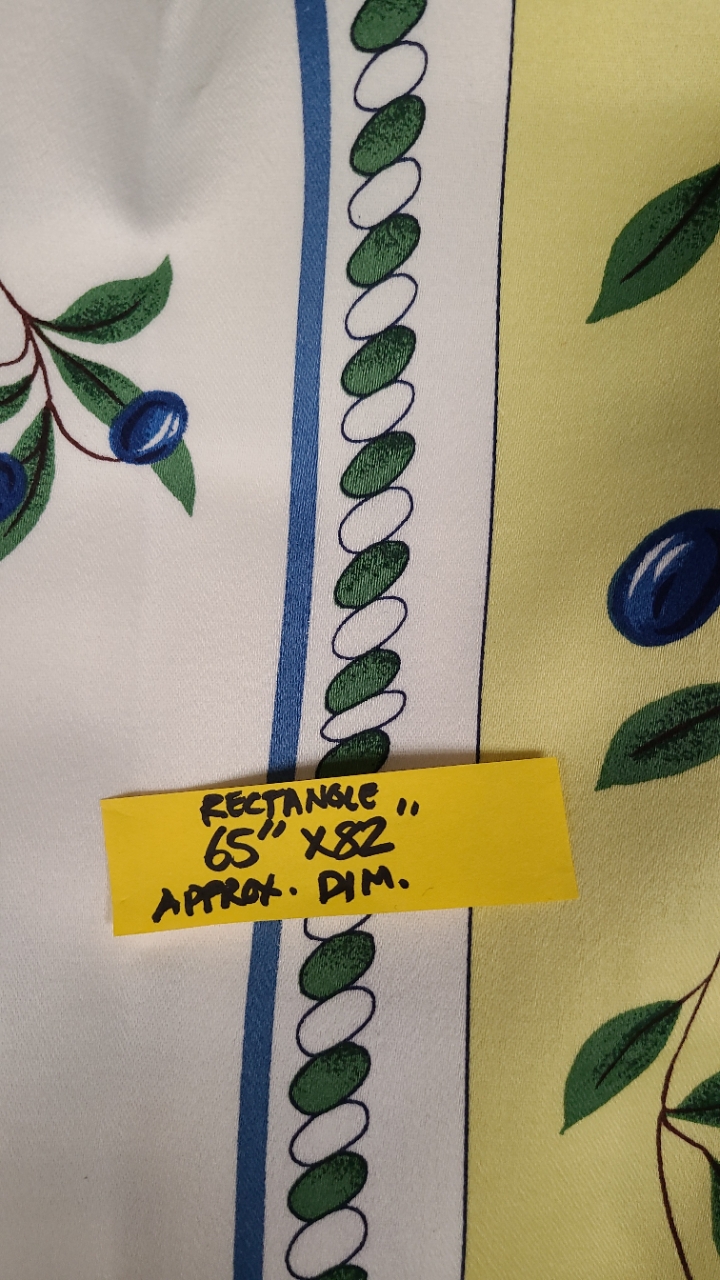 RECTANGLE
65" X82"
APPROX. DIM.